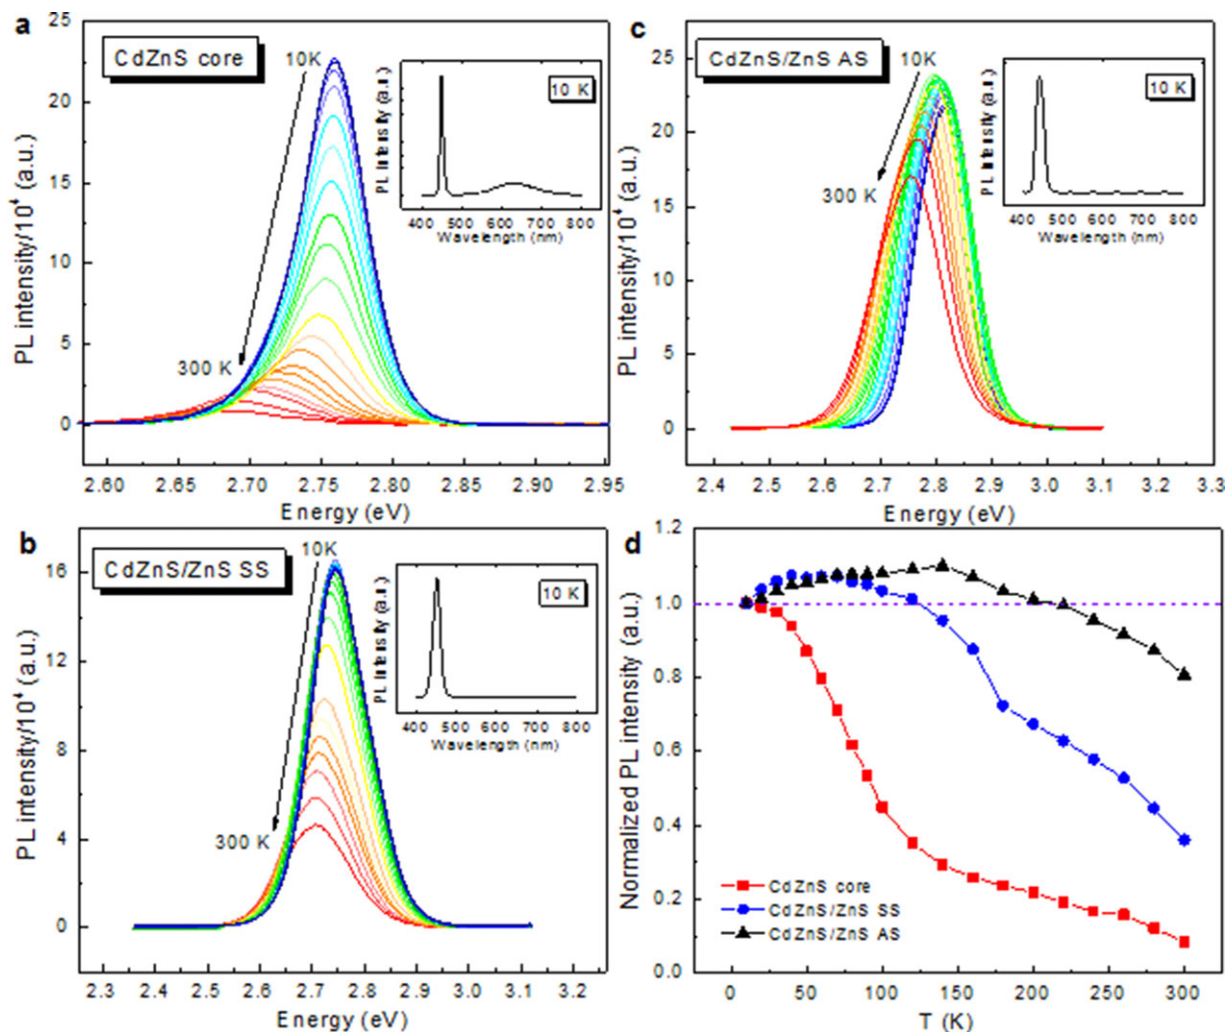 a
CdZnS core
10K
300 K
PL intensity/10⁴ (a.u.)
25
20
15
10
5
0
2.60 2.65 2.70 2.75 2.80 2.85 2.90 2.95
Energy (eV)
10 K
PL Intensity (a.u.)
400 500 600 700 800
Wavelength (nm)
c
CdZnS/ZnS AS
10K
300 K
PL intensity/10⁴ (a.u.)
25
20
15
10
5
0
2.4 2.5 2.6 2.7 2.8 2.9 3.0 3.1 3.2 3.3
Energy (eV)
10 K
PL Intensity (a.u.)
400 500 600 700 800
Wavelength (nm)
b
CdZnS/ZnS SS
10K
300 K
PL intensity/10⁴ (a.u.)
16
12
8
4
0
2.3 2.4 2.5 2.6 2.7 2.8 2.9 3.0 3.1 3.2
Energy (eV)
10 K
PL Intensity (a.u.)
400 500 600 700 800
Wavelength (nm)
d
Normalized PL intensity (a.u.)
1.2
1.0
0.8
0.6
0.4
0.2
0.0
CdZnS core
CdZnS/ZnS SS
CdZnS/ZnS AS
0 50 100 150 200 250 300
T (K)